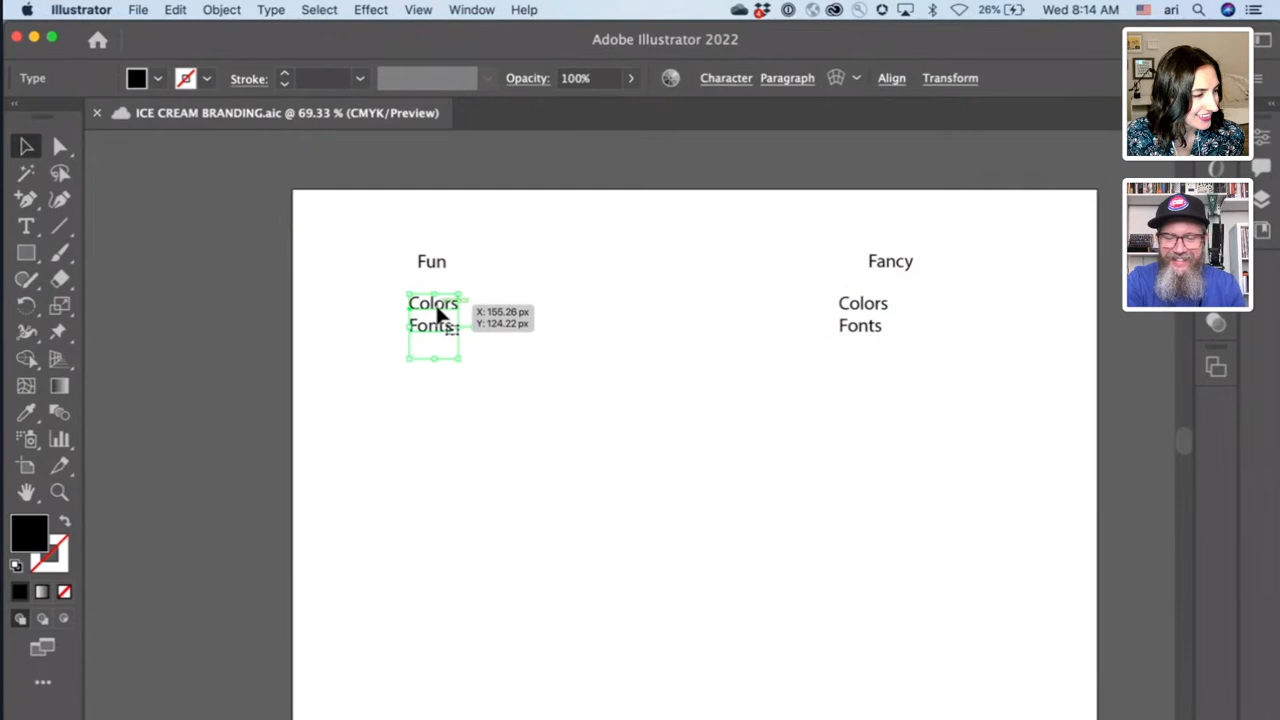 Illustrator File Edit Object Type Select Effect View Window Help 26% Wed 8:14 AM ari
Adobe Illustrator 2022
Type Stroke: Opacity: 100% Character Paragraph Align Transform
ICE CREAM BRANDING.aic @ 69.33 % (CMYK/Preview)
Fun
Fancy
Colors
Fonts
X: 155.26 px
Y: 124.22 px
Colors
Fonts